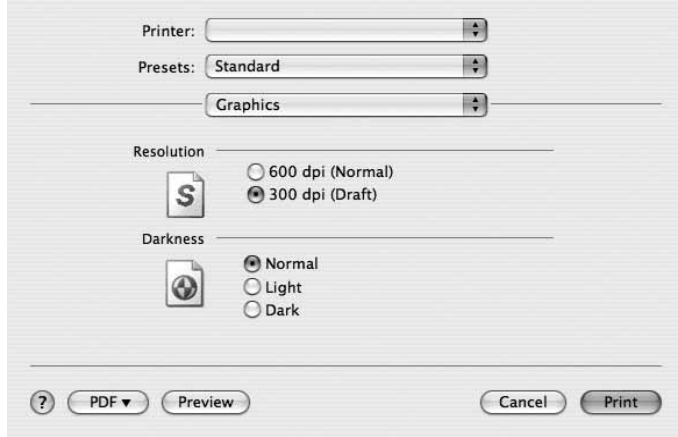 Printer:
Presets: Standard
Graphics
Resolution
600 dpi (Normal)
S
300 dpi (Draft)
Darkness
Normal
Light
Dark
? PDF▼ Preview Cancel Print